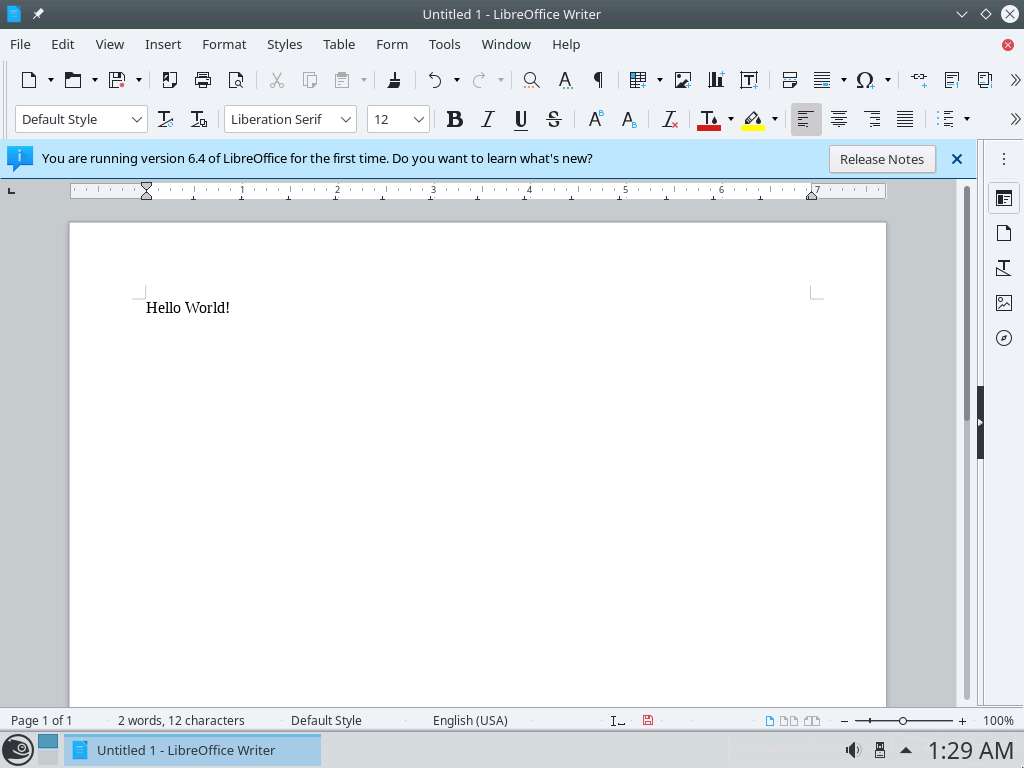 Untitled 1 - LibreOffice Writer
File Edit View Insert Format Styles Table Form Tools Window Help
Default Style Liberation Serif 12
You are running version 6.4 of LibreOffice for the first time. Do you want to learn what's new? Release Notes
1 2 3 4 5 6 7
Hello World!
Page 1 of 1 2 words, 12 characters Default Style English (USA) 100%
Untitled 1 - LibreOffice Writer 1:29 AM